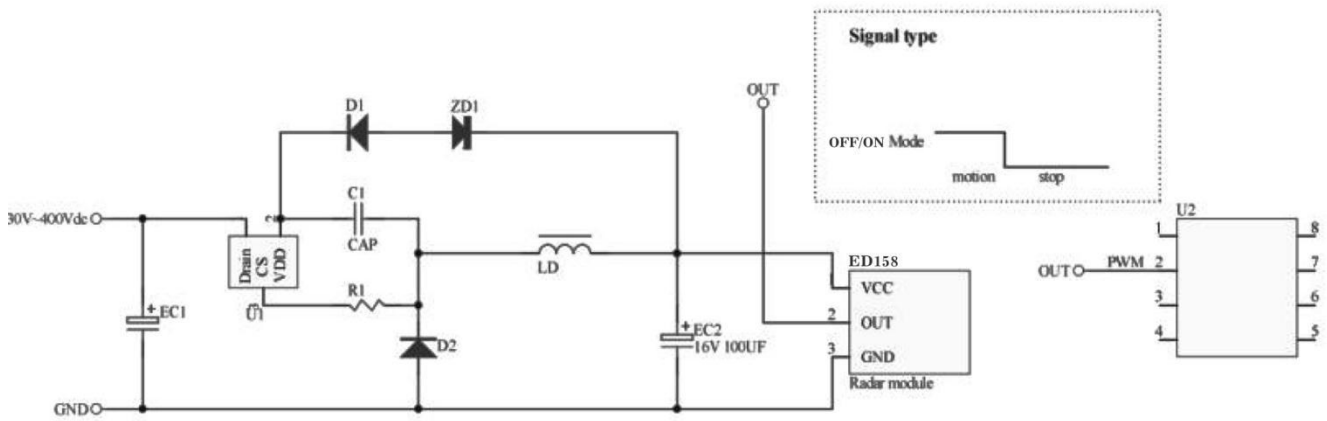 Signal type
OUT
D1
ZD1
OFF/ON Mode
motion
stop
C1
CAP
30V~400Vdc
2
Drain
CS
VDD
U1
3
R1
LD
EC1
D2
EC2
16V 100UF
ED158
VCC
2
OUT
3
GND
Radar module
U2
1
8
OUT
PWM
2
7
3
6
4
5
GND